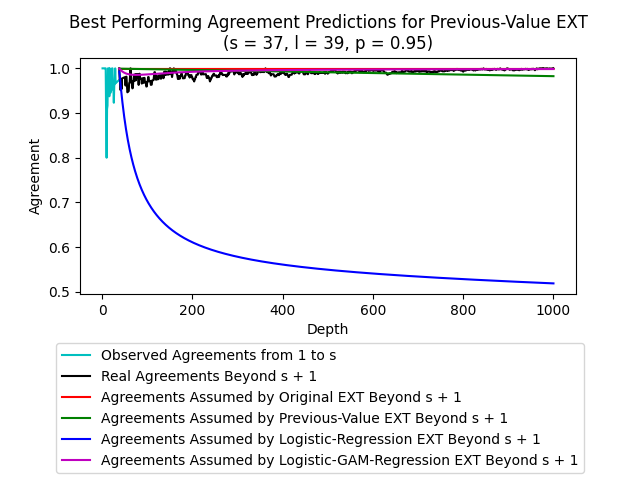 Best Performing Agreement Predictions for Previous-Value EXT
(s = 37, l = 39, p = 0.95)
1.0
0.9
0.8
0.7
0.6
0.5
Agreement
0 200 400 600 800 1000
Depth
Observed Agreements from 1 to s
Real Agreements Beyond s + 1
Agreements Assumed by Original EXT Beyond s + 1
Agreements Assumed by Previous-Value EXT Beyond s + 1
Agreements Assumed by Logistic-Regression EXT Beyond s + 1
Agreements Assumed by Logistic-GAM-Regression EXT Beyond s + 1